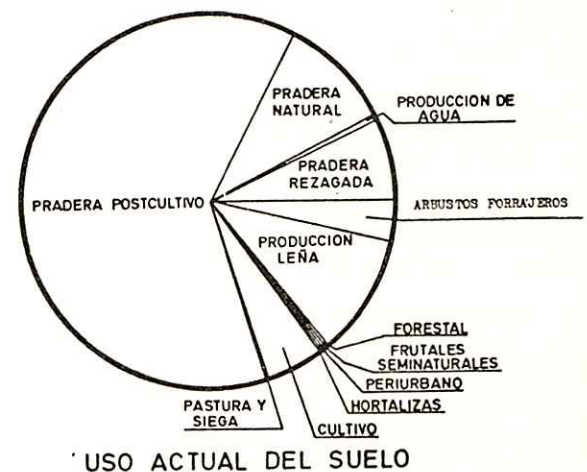 PRADERA
NATURAL
PRODUCCION DE
AGUA
PRADERA
REZAGADA
PRADERA POSTCULTIVO
ARBUSTOS FORRAJEROS
PRODUCCION
LEÑA
FORESTAL
FRUTALES
SEMINATURALES
PERIURBANO
HORTALIZAS
PASTURA Y
SIEGA
CULTIVO
USO ACTUAL DEL SUELO